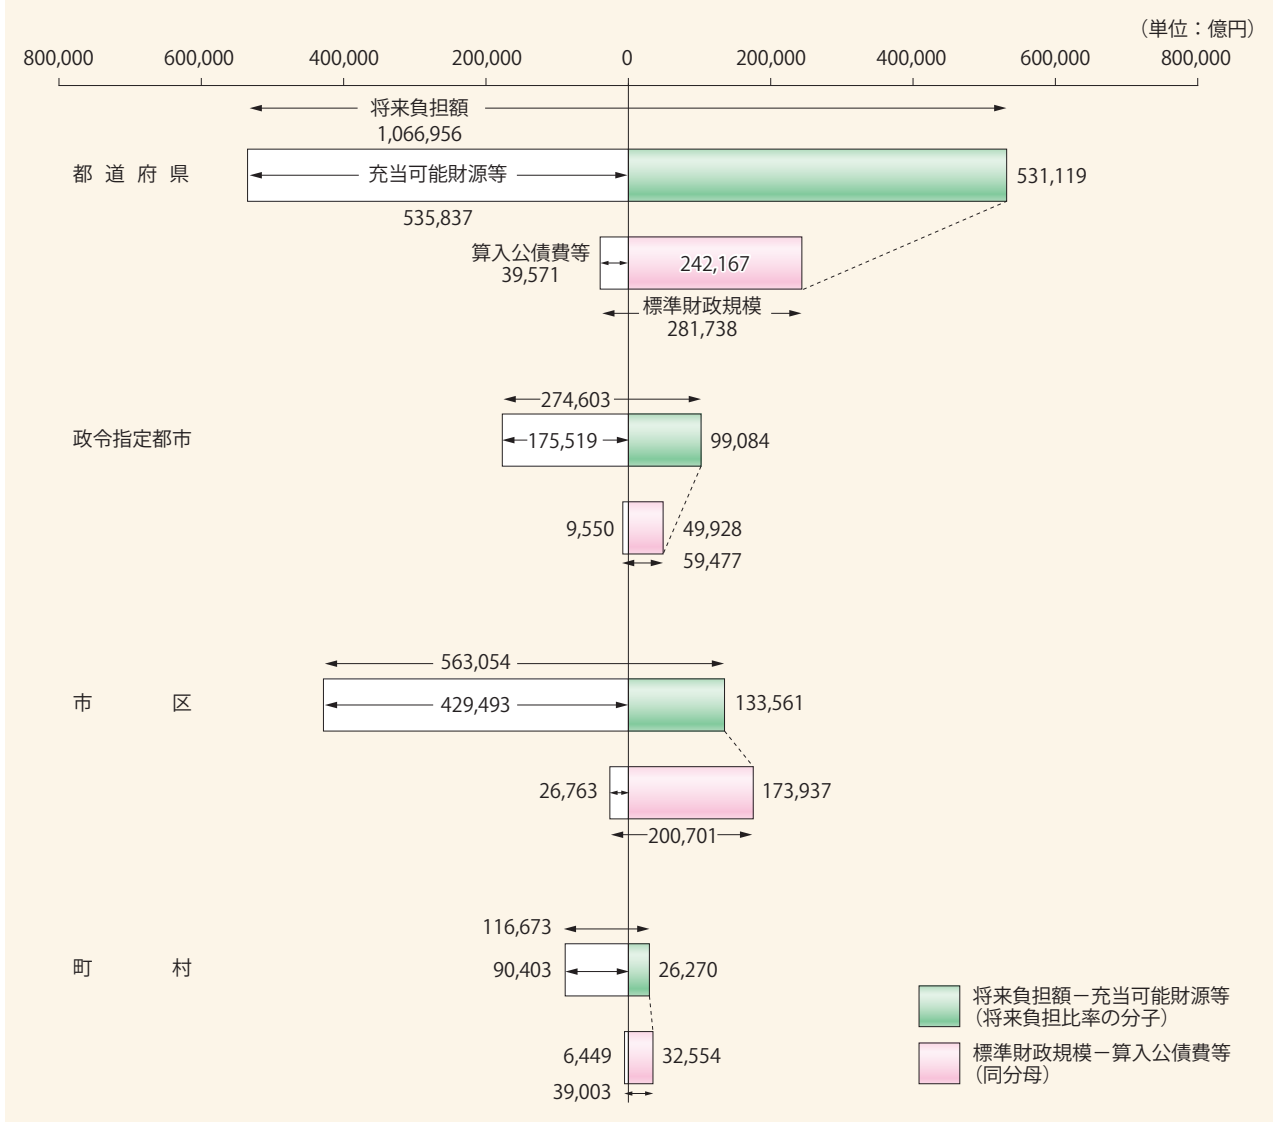 （単位：億円）
800,000 600,000 400,000 200,000 0 200,000 400,000 600,000 800,000
将来負担額
1,066,956
都道府県
充当可能財源等
531,119
535,837
算入公債費等
39,571
242,167
標準財政規模
281,738
274,603
政令指定都市
175,519
99,084
9,550
49,928
59,477
563,054
市区
429,493
133,561
26,763
173,937
200,701
116,673
町村
90,403
26,270
6,449
32,554
39,003
将来負担額－充当可能財源等
（将来負担比率の分子）
標準財政規模－算入公債費等
（同分母）